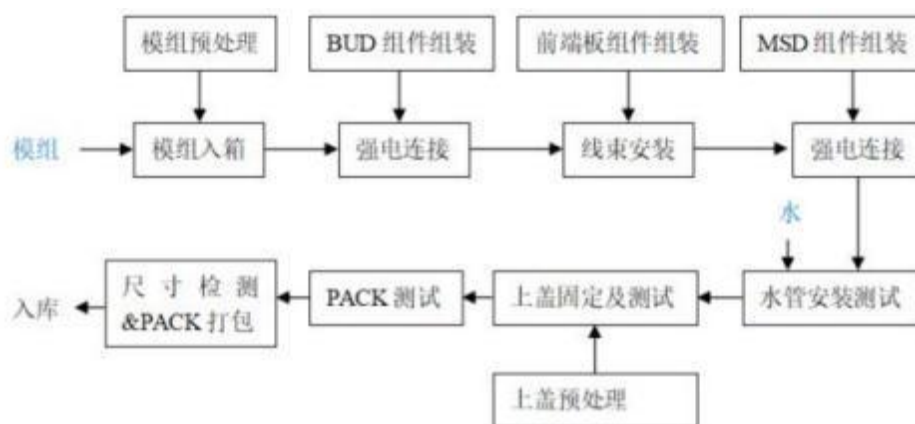 模组预处理
BUD 组件组装
前端板组件组装
MSD 组件组装
模组
模组入箱
强电连接
线束安装
强电连接
水
入库
尺寸检测
&PACK 打包
PACK 测试
上盖固定及测试
水管安装测试
上盖预处理